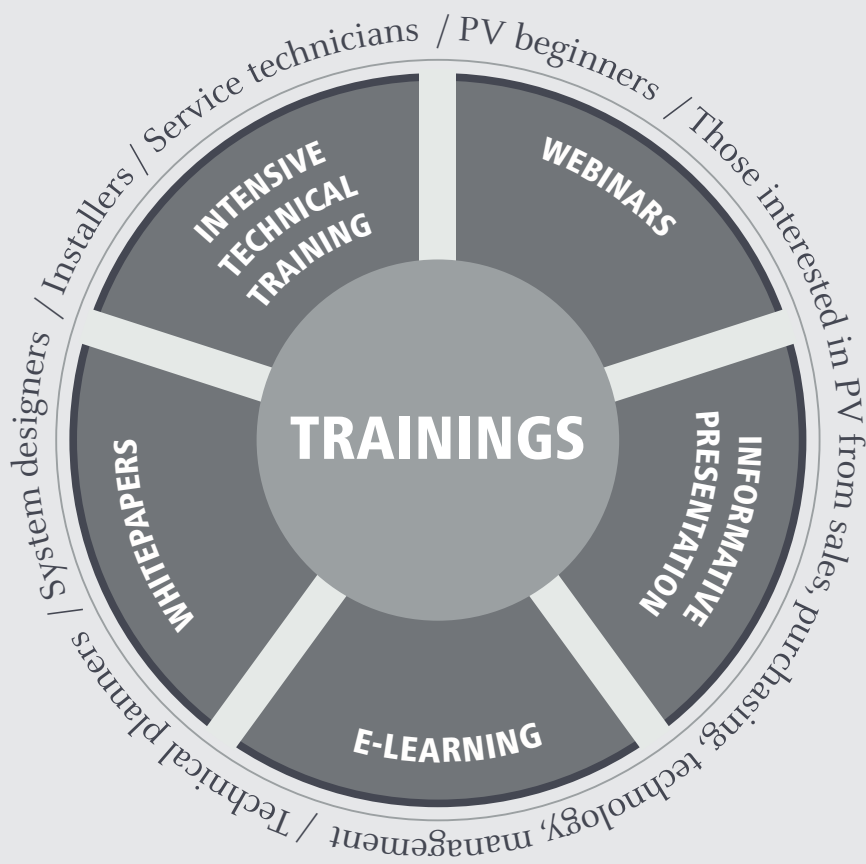 / PV beginners / Those interested in PV from sales, purchasing, technology, management / Technical planners / System designers / Installers / Service technicians
WEBINARS
INFORMATIVE
PRESENTATION
E-LEARNING
WHITEPAPERS
INTENSIVE
TECHNICAL
TRAINING
TRAININGS